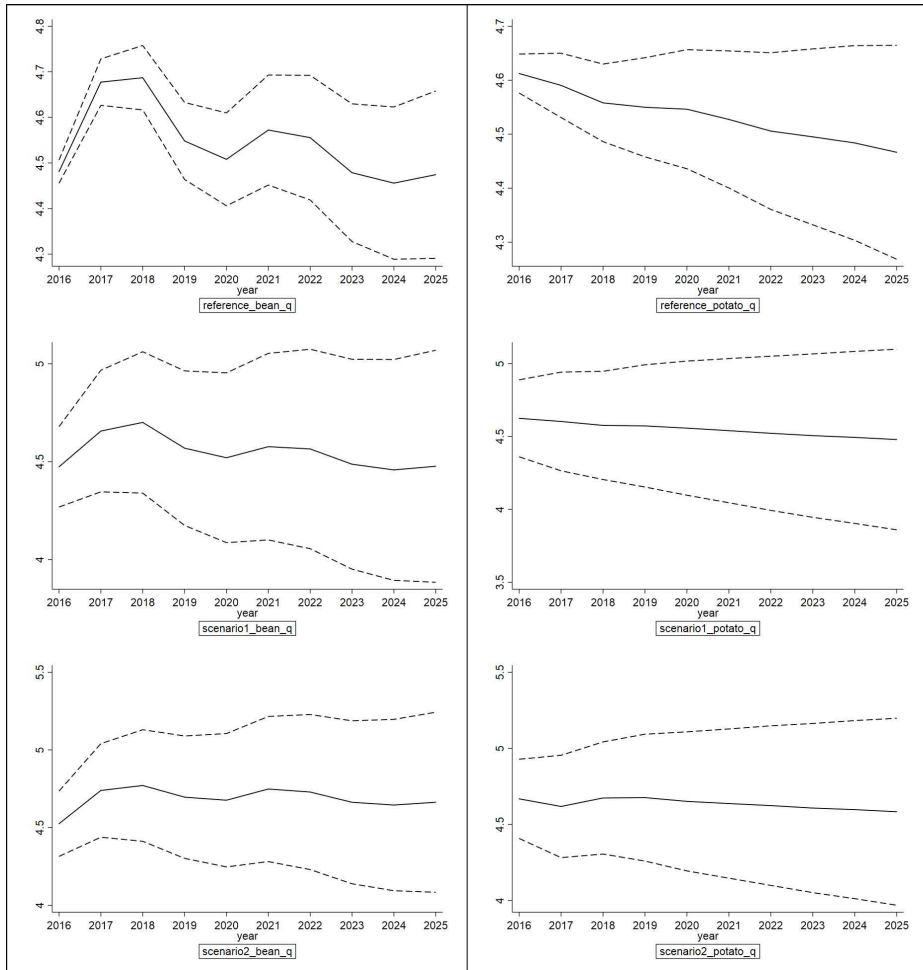 4.8
4.7
4.6
4.5
4.4
4.3
2016 2017 2018 2019 2020 2021 2022 2023 2024 2025
year
reference_bean_q
4.7
4.6
4.5
4.4
4.3
2016 2017 2018 2019 2020 2021 2022 2023 2024 2025
year
reference_potato_q
5
4.5
4
2016 2017 2018 2019 2020 2021 2022 2023 2024 2025
year
scenario1_bean_q
5
4.5
4
3.5
2016 2017 2018 2019 2020 2021 2022 2023 2024 2025
year
scenario1_potato_q
5.5
5
4.5
4
2016 2017 2018 2019 2020 2021 2022 2023 2024 2025
year
scenario2_bean_q
5.5
5
4.5
4
2016 2017 2018 2019 2020 2021 2022 2023 2024 2025
year
scenario2_potato_q